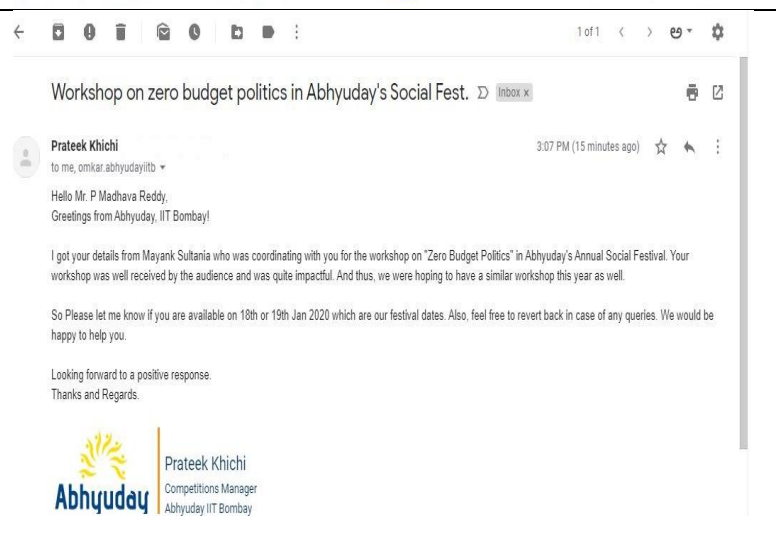 1 of 1
Workshop on zero budget politics in Abhyuday's Social Fest. Inbox x
Prateek Khichi 3:07 PM (15 minutes ago)
to me, omkar.abhyudayiitb
Hello Mr. P Madhava Reddy,
Greetings from Abhyuday, IIT Bombay!
I got your details from Mayank Sultania who was coordinating with you for the workshop on "Zero Budget Politics" in Abhyuday's Annual Social Festival. Your
workshop was well received by the audience and was quite impactful. And thus, we were hoping to have a similar workshop this year as well.
So Please let me know if you are available on 18th or 19th Jan 2020 which are our festival dates. Also, feel free to revert back in case of any queries. We would be
happy to help you.
Looking forward to a positive response.
Thanks and Regards.
Abhyuday
Prateek Khichi
Competitions Manager
Abhyuday IIT Bombay